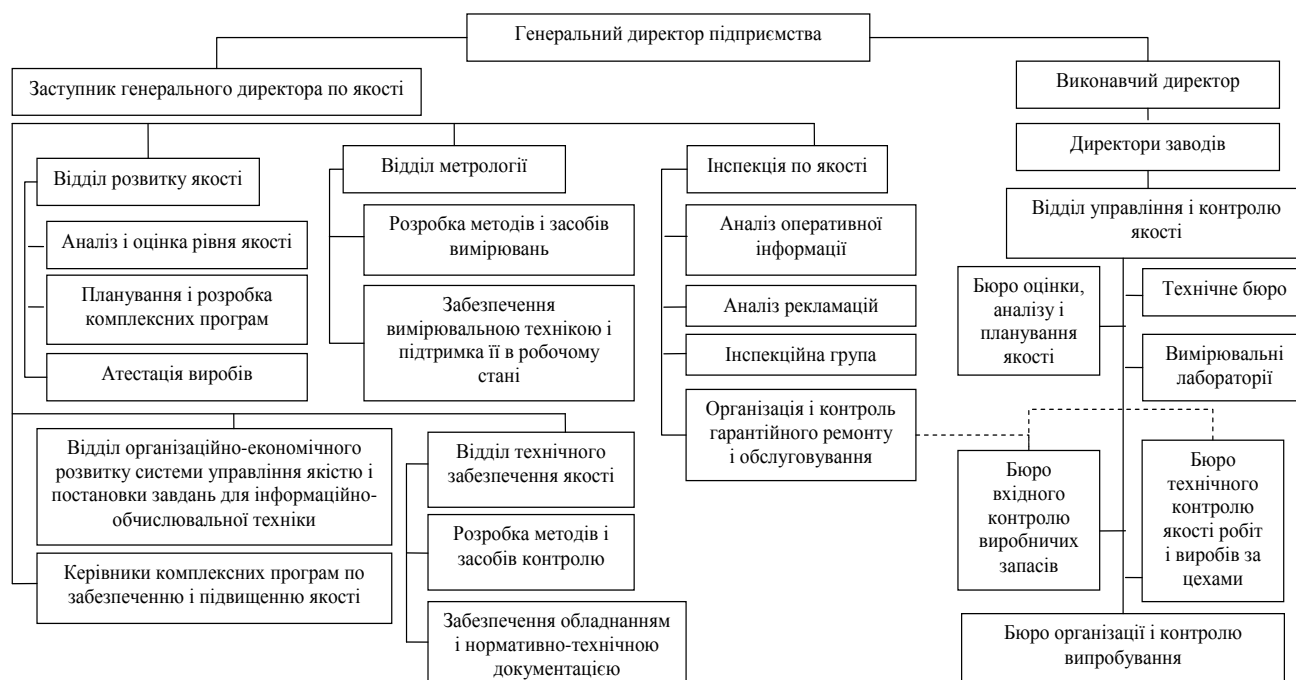 Генеральний директор підприємства
Заступник генерального директора по якості
Виконавчий директор
Директори заводів
Відділ розвитку якості
Відділ метрології
Інспекція по якості
Відділ управління і контролю
якості
Аналіз і оцінка рівня якості
Планування і розробка
комплексних програм
Атестація виробів
Розробка методів і засобів
вимірювань
Забезпечення
вимірювальною технікою і
підтримка її в робочому
стані
Аналіз оперативної
інформації
Аналіз рекламацій
Інспекційна група
Організація і контроль
гарантійного ремонту
і обслуговування
Бюро оцінки,
аналізу і
планування
якості
Технічне бюро
Вимірювальні
лабораторії
Відділ організаційно-економічного
розвитку системи управління якістю і
постановки завдань для інформаційно-
обчислювальної техніки
Керівники комплексних програм по
забезпеченню і підвищенню якості
Відділ технічного
забезпечення якості
Розробка методів і
засобів контролю
Забезпечення обладнанням
і нормативно-технічною
документацією
Бюро
вхідного
контролю
виробничих
запасів
Бюро
технічного
контролю
якості робіт
і виробів за
цехами
Бюро організації і контролю
випробування